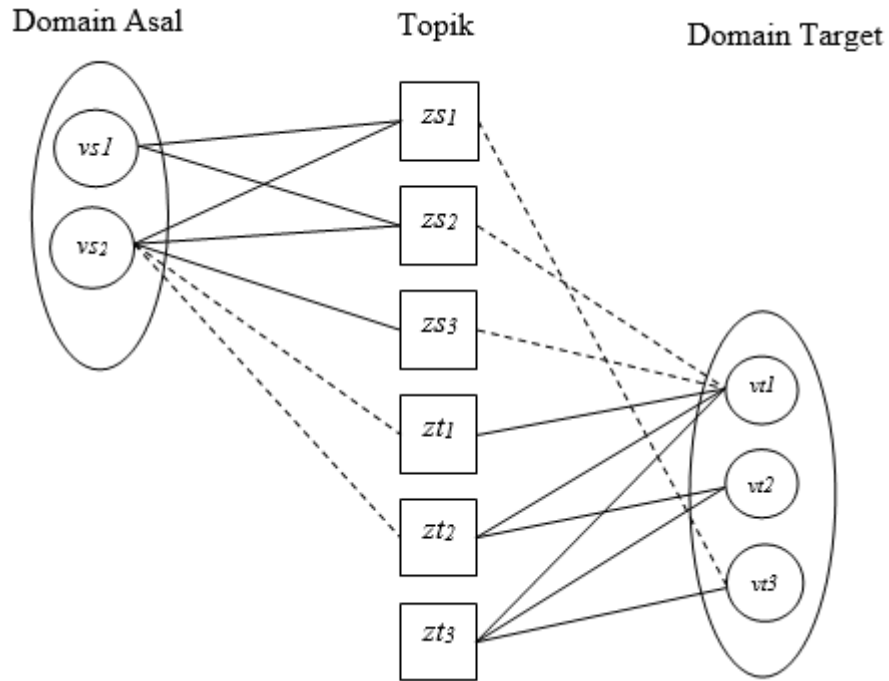 Domain Asal
Topik
Domain Target
vs1
vs2
zs1
zs2
zs3
zt1
zt2
zt3
vt1
vt2
vt3